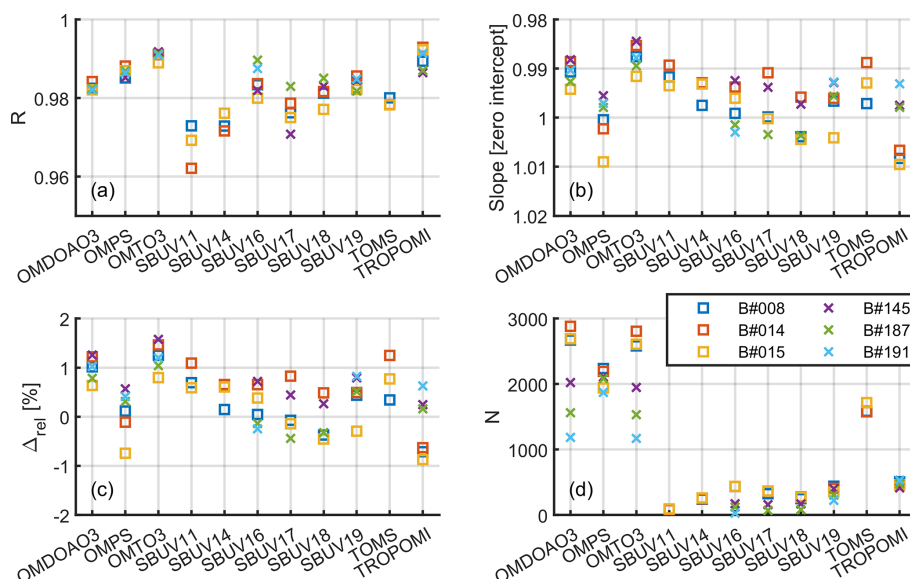 1
0.98
0.96
R
(a)
OMDOAO3
OMPS
OMTO3
SBUV11
SBUV14
SBUV16
SBUV17
SBUV18
SBUV19
TOMS
TROPOMI
0.98
0.99
1
1.01
1.02
Slope [zero intercept]
(b)
OMDOAO3
OMPS
OMTO3
SBUV11
SBUV14
SBUV16
SBUV17
SBUV18
SBUV19
TOMS
TROPOMI
2
1
0
-1
-2
Δrel [%]
(c)
OMDOAO3
OMPS
OMTO3
SBUV11
SBUV14
SBUV16
SBUV17
SBUV18
SBUV19
TOMS
TROPOMI
B#008
B#145
B#014
B#187
B#015
B#191
3000
2000
1000
0
N
(d)
OMDOAO3
OMPS
OMTO3
SBUV11
SBUV14
SBUV16
SBUV17
SBUV18
SBUV19
TOMS
TROPOMI